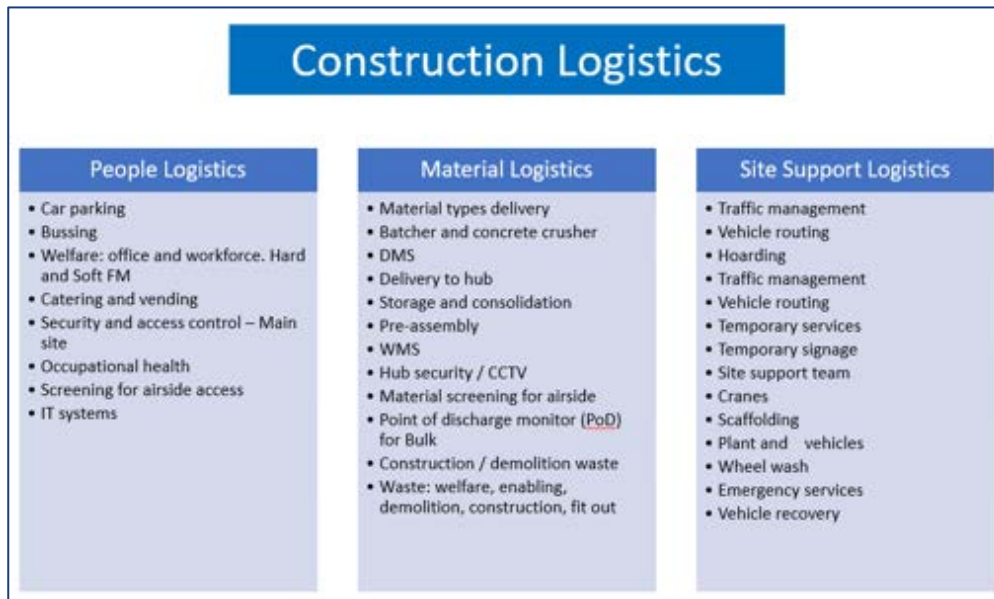 Construction Logistics
People Logistics
• Car parking
• Bussing
• Welfare: office and workforce. Hard
and Soft FM
• Catering and vending
• Security and access control – Main
site
• Occupational health
• Screening for airside access
• IT systems
Material Logistics
• Material types delivery
• Batcher and concrete crusher
• DMS
• Delivery to hub
• Storage and consolidation
• Pre-assembly
• WMS
• Hub security / CCTV
• Material screening for airside
• Point of discharge monitor (PoD)
for Bulk
• Construction / demolition waste
• Waste: welfare, enabling,
demolition, construction, fit out
Site Support Logistics
• Traffic management
• Vehicle routing
• Hoarding
• Traffic management
• Vehicle routing
• Temporary services
• Temporary signage
• Site support team
• Cranes
• Scaffolding
• Plant and vehicles
• Wheel wash
• Emergency services
• Vehicle recovery